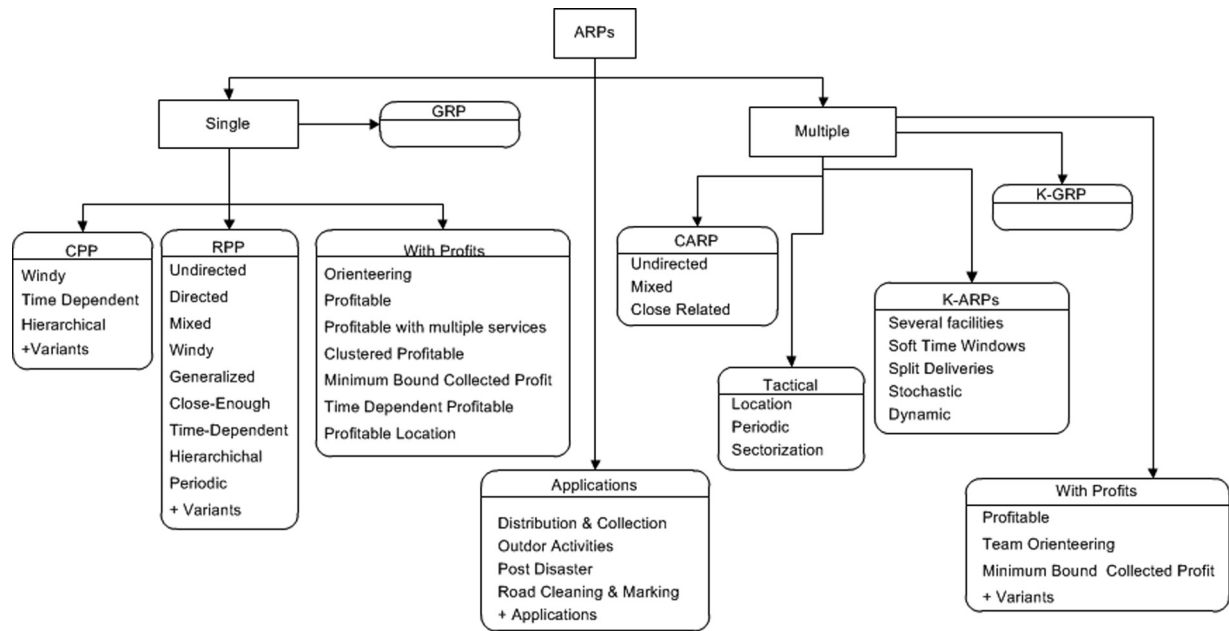 ARPs
Single
GRP
Multiple
K-GRP
CPP
Windy
Time Dependent
Hierarchical
+Variants
RPP
Undirected
Directed
Mixed
Windy
Generalized
Close-Enough
Time-Dependent
Hierarchichal
Periodic
+ Variants
With Profits
Orienteering
Profitable
Profitable with multiple services
Clustered Profitable
Minimum Bound Collected Profit
Time Dependent Profitable
Profitable Location
CARP
Undirected
Mixed
Close Related
Tactical
Location
Periodic
Sectorization
K-ARPs
Several facilities
Soft Time Windows
Split Deliveries
Stochastic
Dynamic
Applications
Distribution & Collection
Outdor Activities
Post Disaster
Road Cleaning & Marking
+ Applications
With Profits
Profitable
Team Orienteering
Minimum Bound Collected Profit
+ Variants